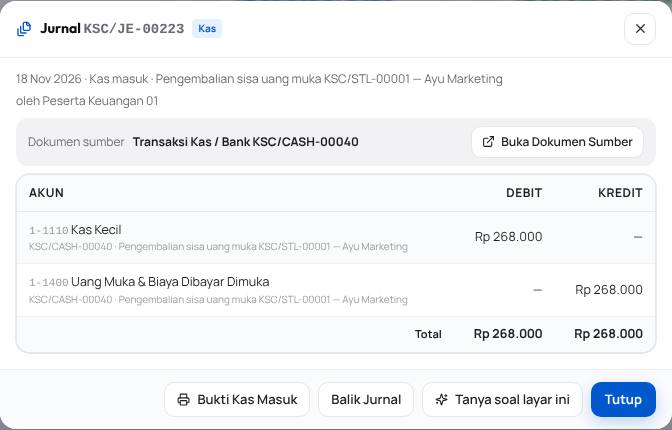 Jurnal KSC/JE-00223 Kas
18 Nov 2026 · Kas masuk · Pengembalian sisa uang muka KSC/STL-00001 — Ayu Marketing
oleh Peserta Keuangan 01
Dokumen sumber Transaksi Kas / Bank KSC/CASH-00040 Buka Dokumen Sumber
AKUN DEBIT KREDIT
1-1110 Kas Kecil Rp 268.000 —
KSC/CASH-00040 · Pengembalian sisa uang muka KSC/STL-00001 — Ayu Marketing
1-1400 Uang Muka & Biaya Dibayar Dimuka — Rp 268.000
KSC/CASH-00040 · Pengembalian sisa uang muka KSC/STL-00001 — Ayu Marketing
Total Rp 268.000 Rp 268.000
Bukti Kas Masuk Balik Jurnal Tanya soal layar ini Tutup